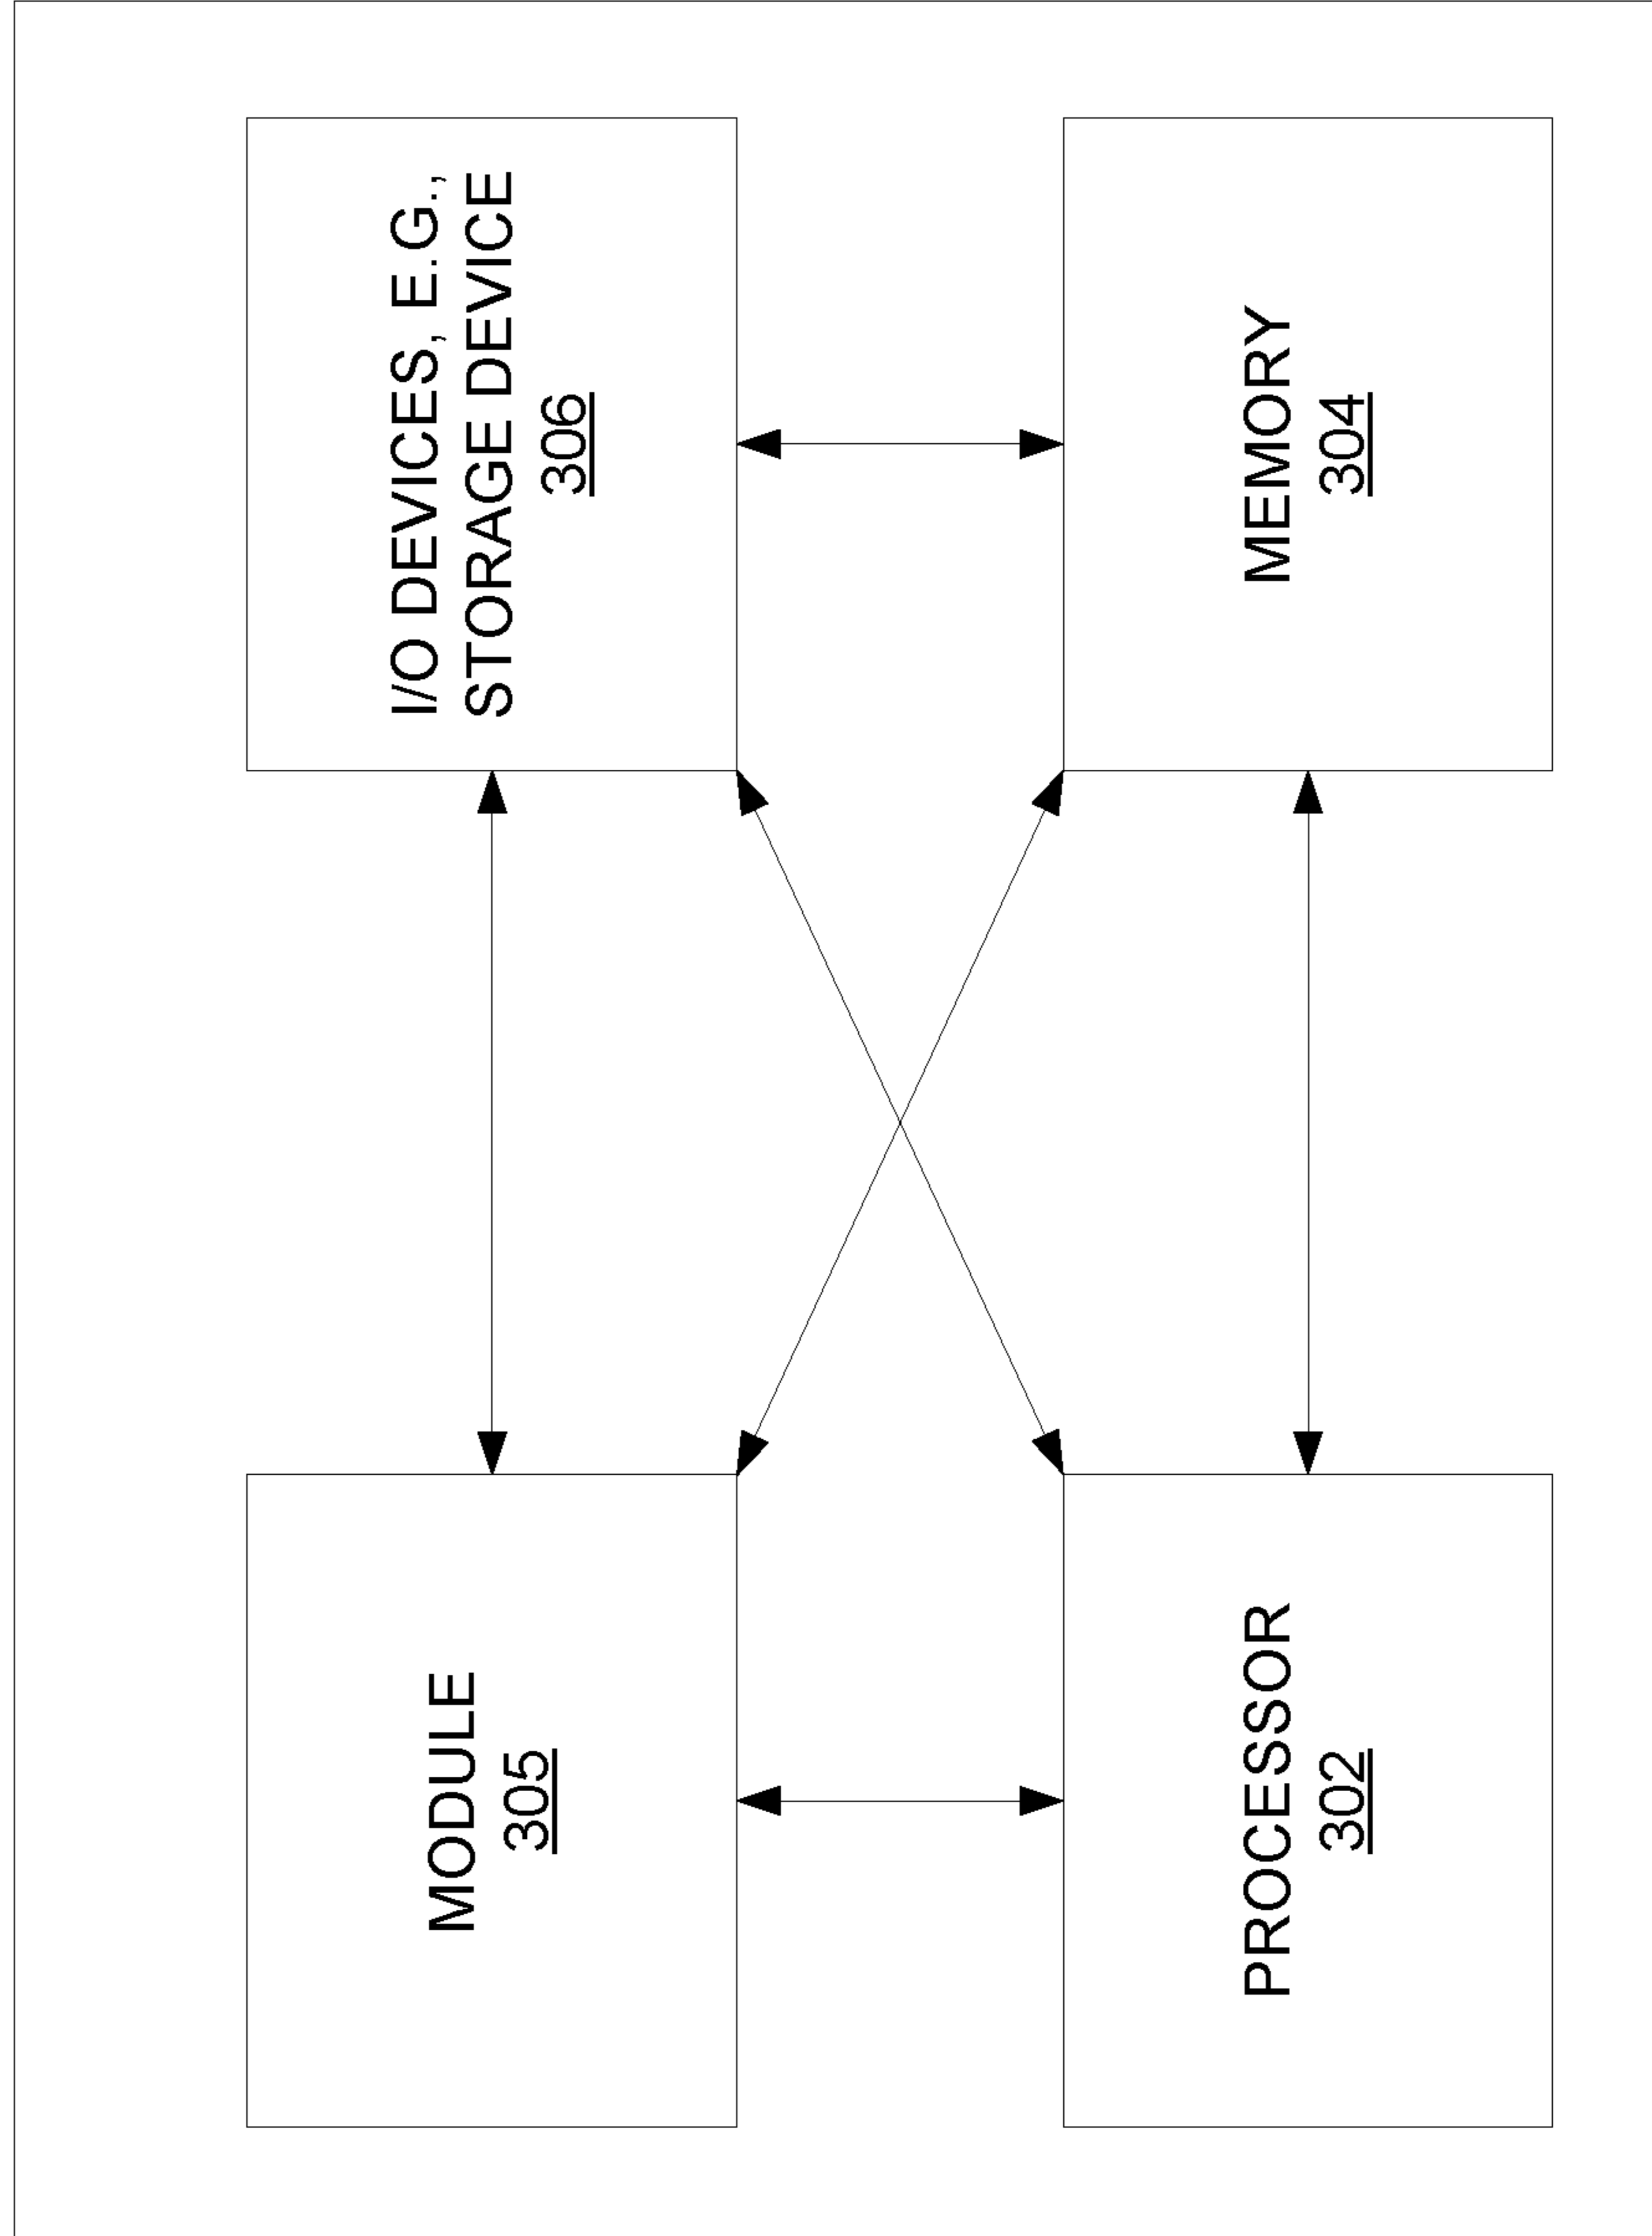 MODULE
305
I/O DEVICES, E.G.,
STORAGE DEVICE
306
PROCESSOR
302
MEMORY
304